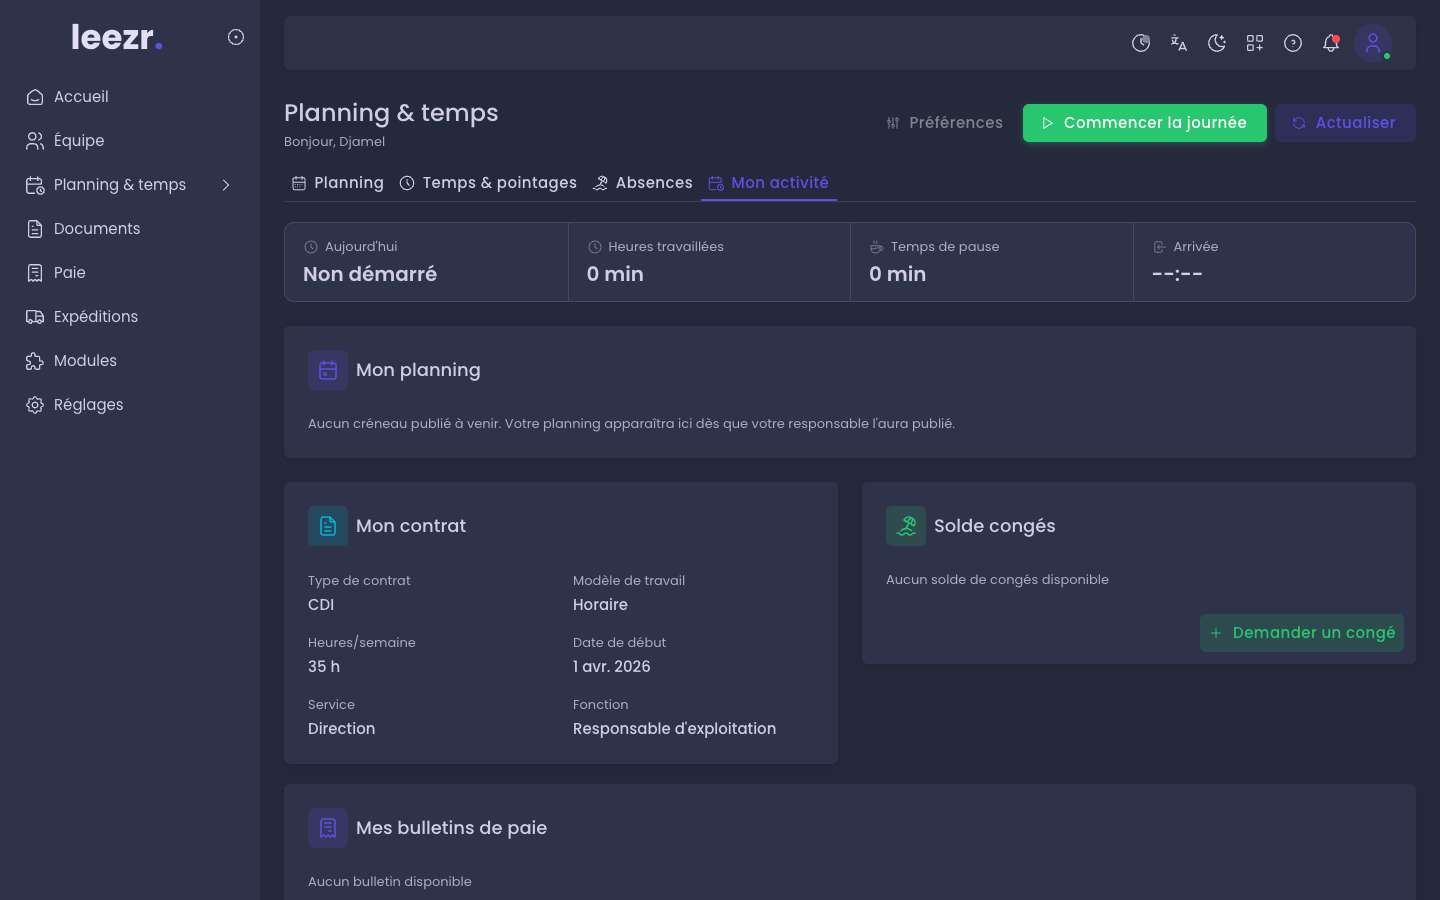 leezr.
Accueil
Équipe
Planning & temps
Documents
Paie
Expéditions
Modules
Réglages
Planning & temps
Bonjour, Djamel
Préférences
Commencer la journée
Actualiser
Planning
Temps & pointages
Absences
Mon activité
Aujourd'hui
Non démarré
Heures travaillées
0 min
Temps de pause
0 min
Arrivée
--:--
Mon planning
Aucun créneau publié à venir. Votre planning apparaîtra ici dès que votre responsable l'aura publié.
Mon contrat
Type de contrat
CDI
Modèle de travail
Horaire
Heures/semaine
35 h
Date de début
1 avr. 2026
Service
Direction
Fonction
Responsable d'exploitation
Solde congés
Aucun solde de congés disponible
Demander un congé
Mes bulletins de paie
Aucun bulletin disponible